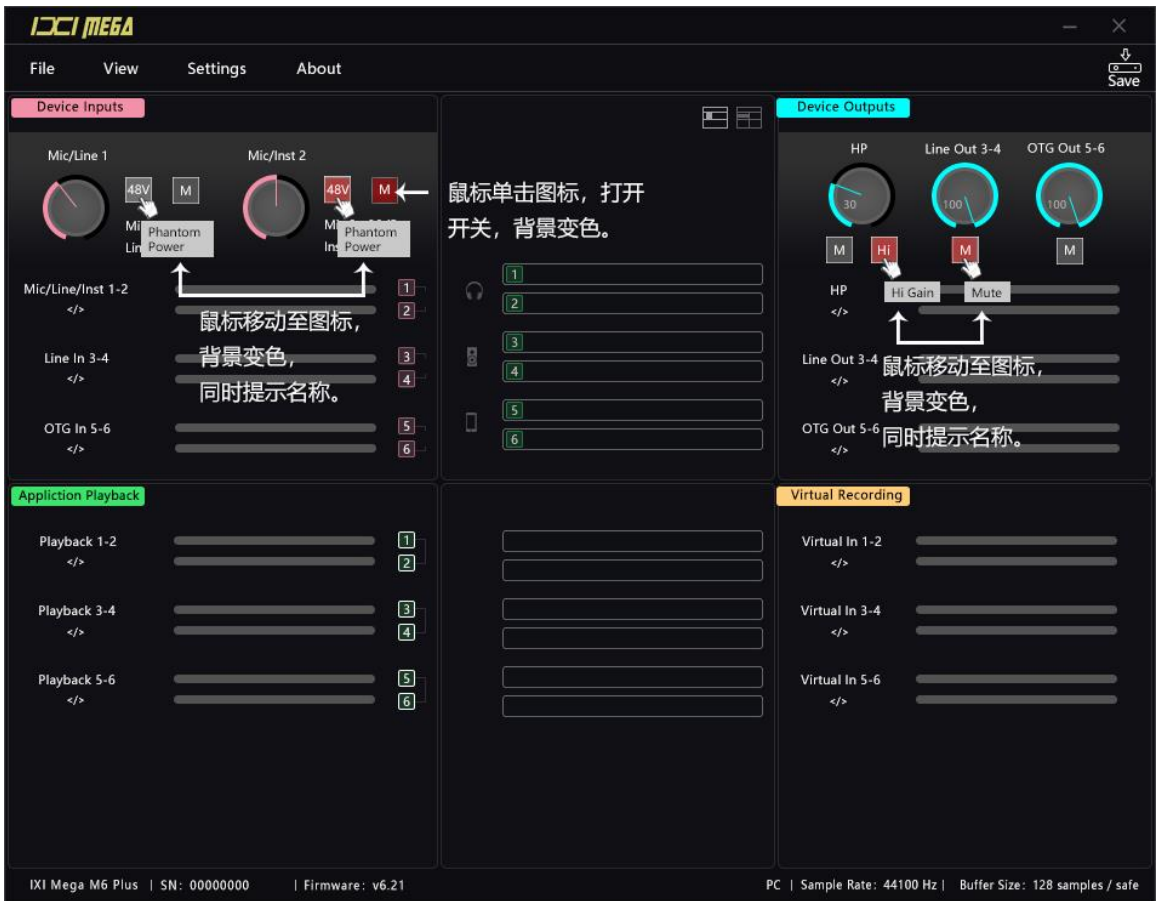 IXI MEGA
File View Settings About
Save
Device Inputs
Mic/Line 1
48V M
Phantom
Power
Mic/Inst 2
48V M
Phantom
Power
鼠标单击图标，打开
开关，背景变色。
Mic/Line/Inst 1-2
</>
1
2
鼠标移动至图标，
背景变色，
同时提示名称。
Line In 3-4
</>
3
4
OTG In 5-6
</>
5
6
1
2
3
4
5
6
Device Outputs
HP Line Out 3-4 OTG Out 5-6
30 100 100
M Hi M M
Hi Gain Mute
HP
</>
Line Out 3-4
</>
鼠标移动至图标，
背景变色，
同时提示名称。
OTG Out 5-6
</>
Appliction Playback
Playback 1-2
</>
1
2
Playback 3-4
</>
3
4
Playback 5-6
</>
5
6
Virtual Recording
Virtual In 1-2
</>
Virtual In 3-4
</>
Virtual In 5-6
</>
IXI Mega M6 Plus | SN: 00000000 | Firmware: v6.21 PC | Sample Rate: 44100 Hz | Buffer Size: 128 samples / safe